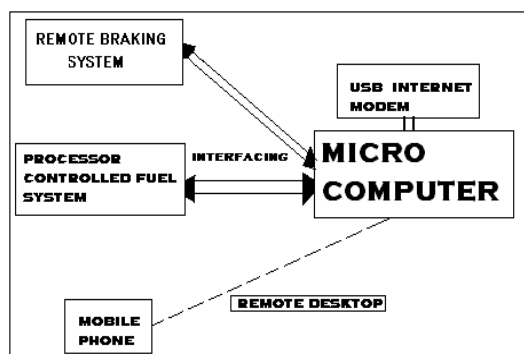 REMOTE BRAKING
SYSTEM
USB INTERNET
MODEM
PROCESSOR
CONTROLLED FUEL
SYSTEM
INTERFACING
MICRO
COMPUTER
REMOTE DESKTOP
MOBILE
PHONE